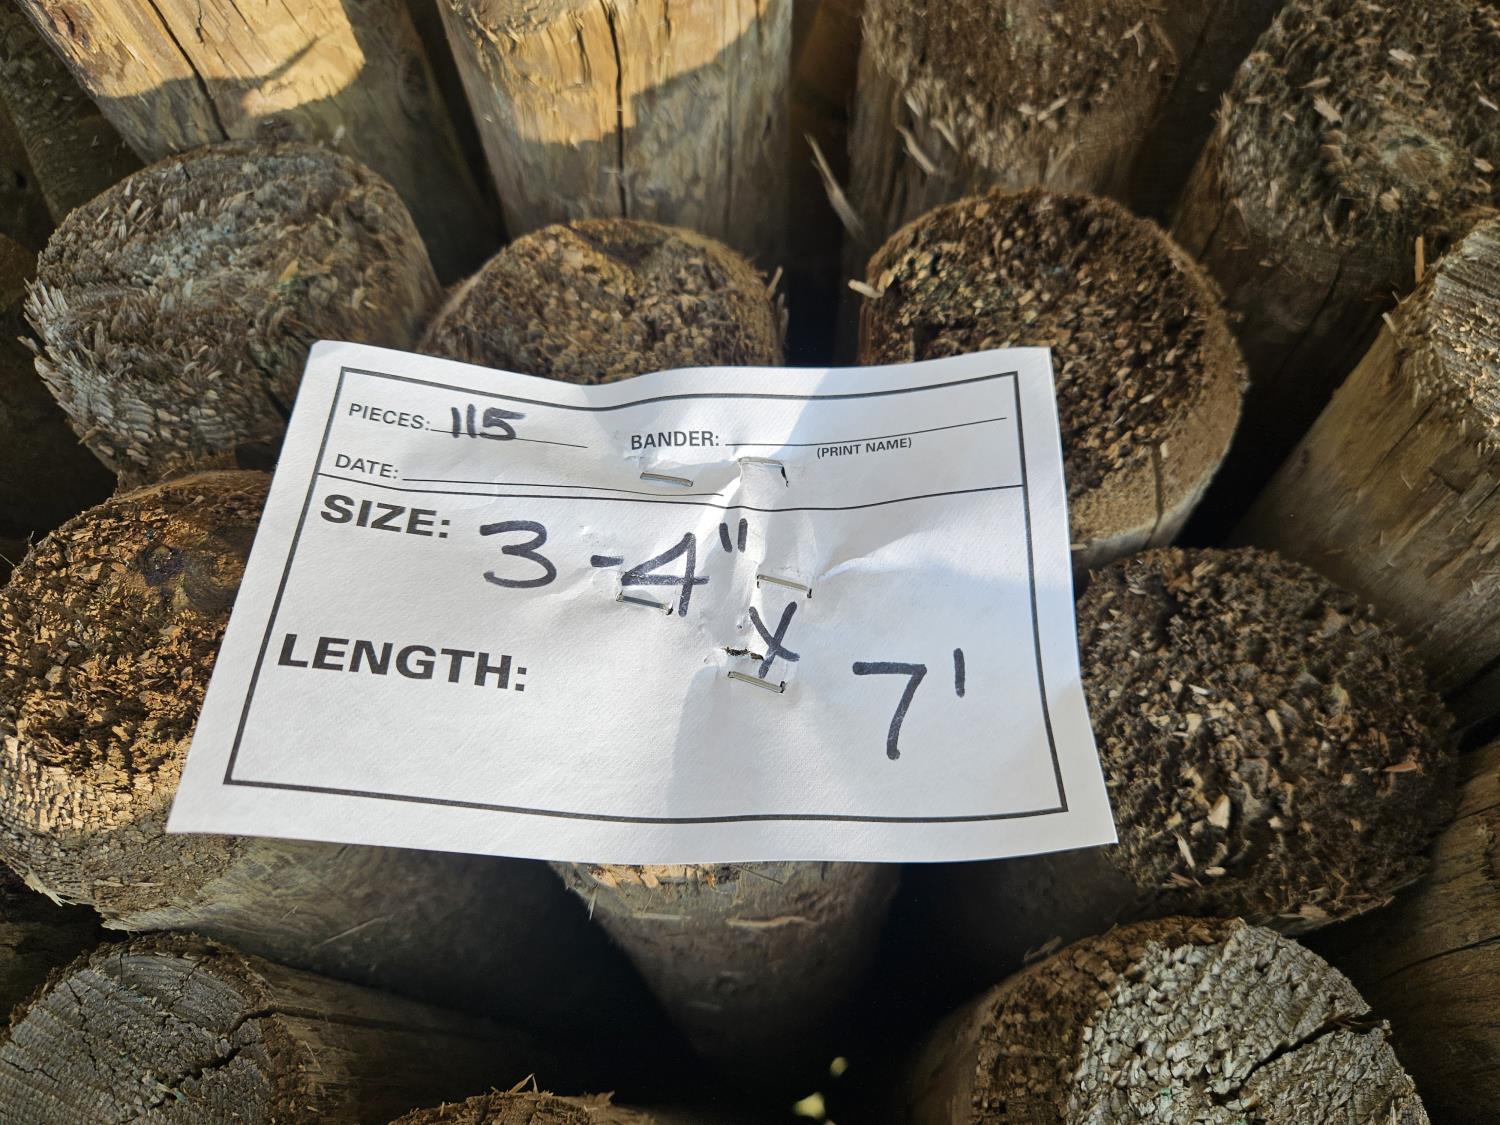 PIECES: 115 BANDER:
(PRINT NAME)
DATE:
SIZE: 3-4"
X
LENGTH: 7'